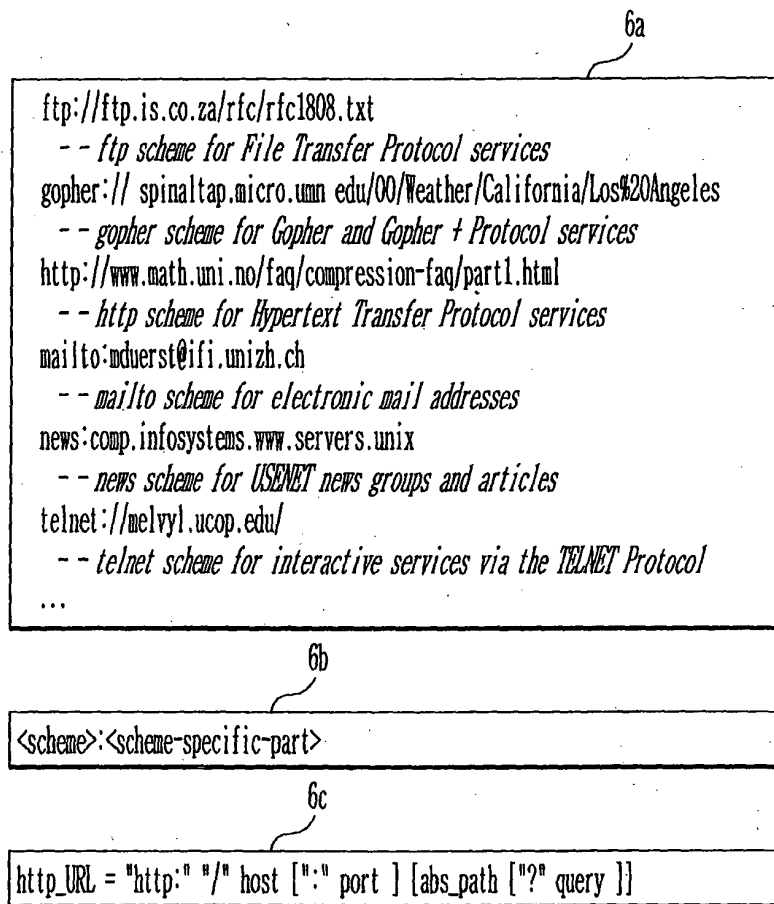 6a
ftp://ftp.is.co.za/rfc/rfc1808.txt
-- ftp scheme for File Transfer Protocol services
gopher:// spinaltap.micro.umn edu/00/Weather/California/Los%20Angeles
-- gopher scheme for Gopher and Gopher + Protocol services
http://www.math.uni.no/faq/compression-faq/part1.html
-- http scheme for Hypertext Transfer Protocol services
mailto:mduerst@ifi.unizh.ch
-- mailto scheme for electronic mail addresses
news:comp.infosystems.www.servers.unix
-- news scheme for USENET news groups and articles
telnet://melvyl.ucop.edu/
-- telnet scheme for interactive services via the TELNET Protocol
...
6b
<scheme>:<scheme-specific-part>
6c
http_URL = "http:" "/" host [":" port ] [abs_path ["?" query ]]